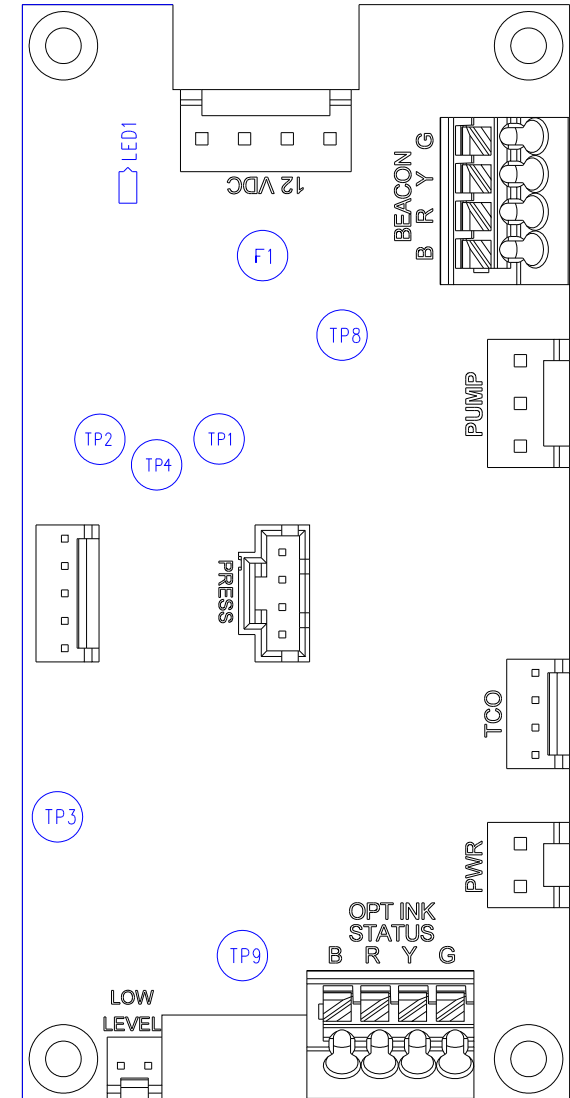 LED1
12 VDC
BEACON
B R Y G
F1
TP8
PUMP
TP2
TP1
TP4
PRESS
TCO
TP3
PWR
OPT INK
STATUS
B R Y G
TP9
LOW
LEVEL